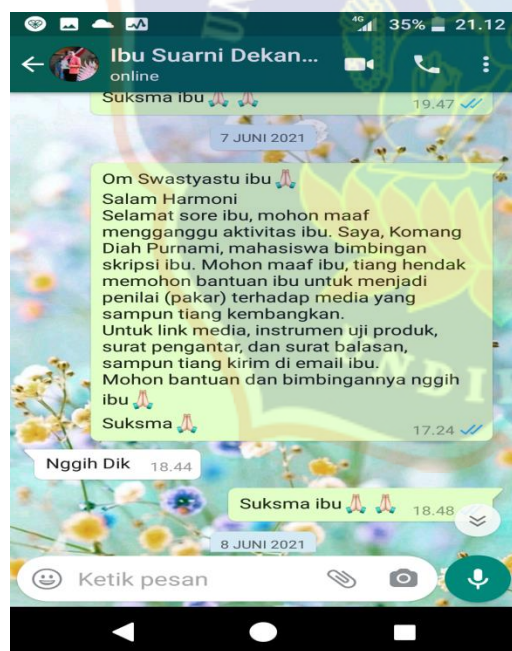 4G 35% 21.12
Ibu Suarni Dekan...
online
Suksma ibu🙏🏻 🙏🏻
19.47
7 JUNI 2021
Om Swastyastu ibu 🙏🏻
Salam Harmoni
Selamat sore ibu, mohon maaf
mengganggu aktivitas ibu. Saya, Komang
Diah Purnami, mahasiswa bimbingan
skripsi ibu. Mohon maaf ibu, tiang hendak
memohon bantuan ibu untuk menjadi
penilai (pakar) terhadap media yang
sampun tiang kembangkan.
Untuk link media, instrumen uji produk,
surat pengantar, dan surat balasan,
sampun tiang kirim di email ibu.
Mohon bantuan dan bimbingannya nggih
ibu 🙏🏻
Suksma 🙏🏻
17.24
Nggih Dik 18.44
Suksma ibu 🙏🏻 🙏🏻 18.48
8 JUNI 2021
Ketik pesan